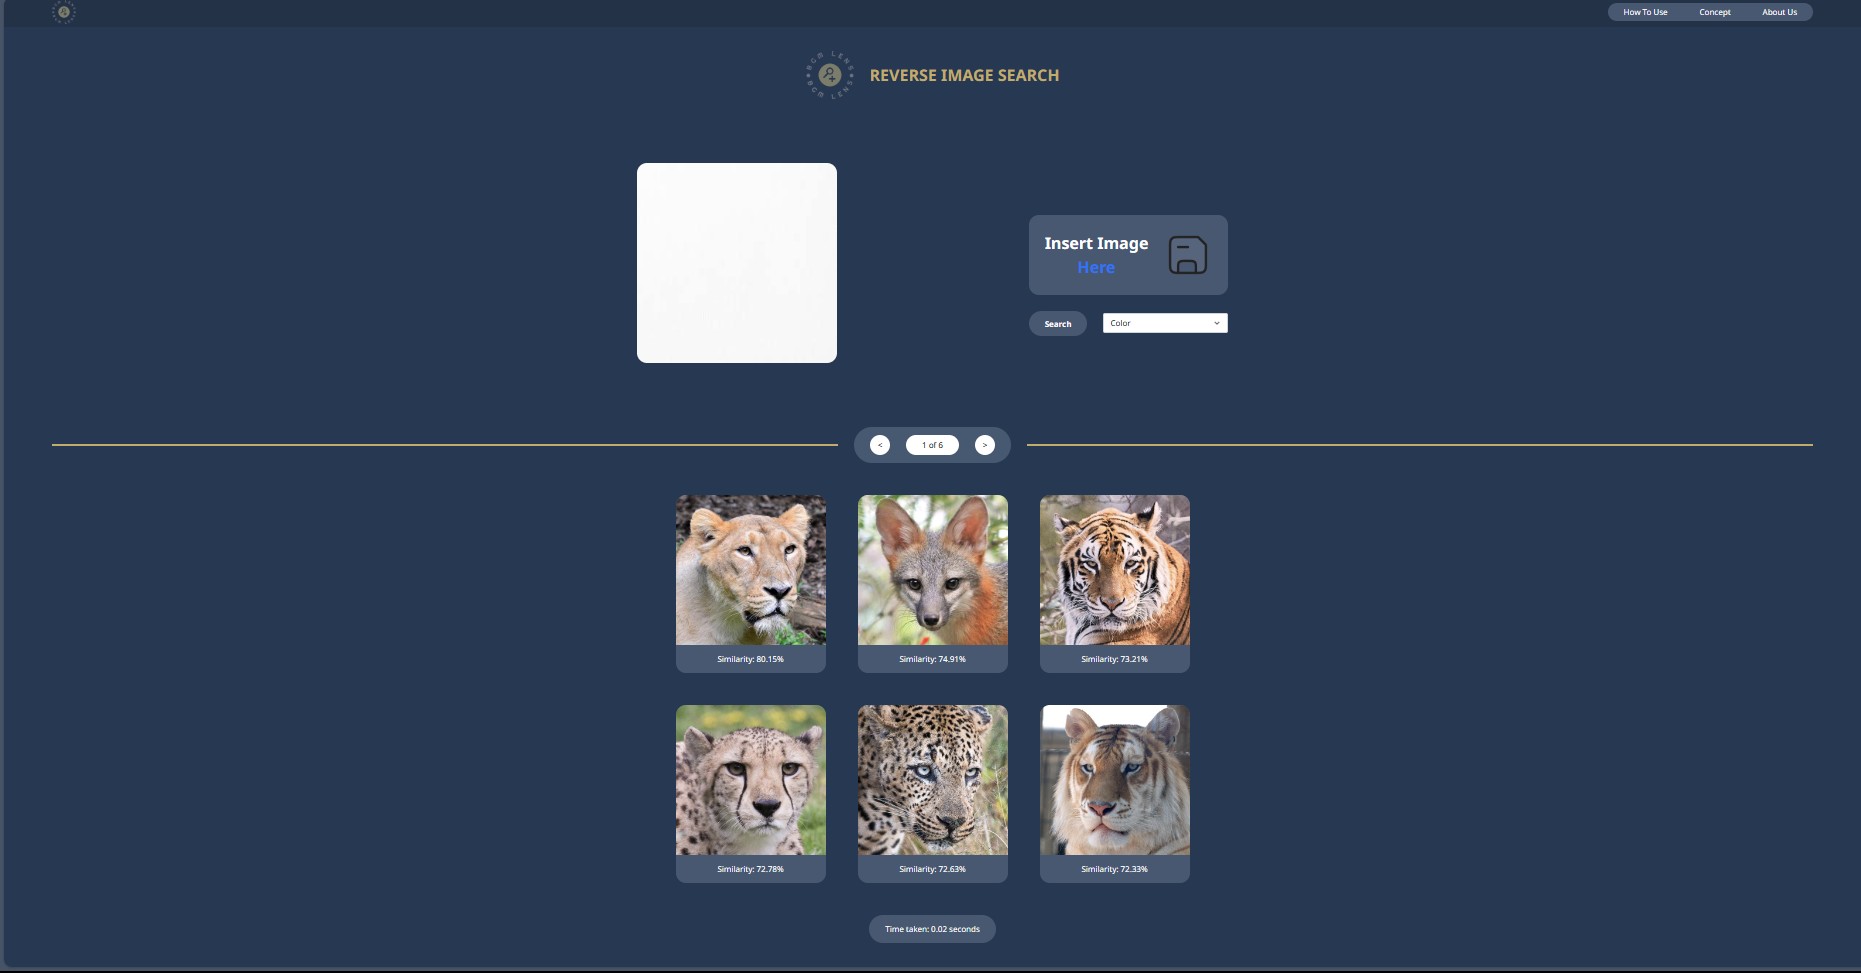 How To Use
Concept
About Us
REVERSE IMAGE SEARCH
Insert Image
Here
Search
Color
<
1 of 6
>
Similarity: 80.15%
Similarity: 74.91%
Similarity: 73.21%
Similarity: 72.78%
Similarity: 72.63%
Similarity: 72.33%
Time taken: 0.02 seconds